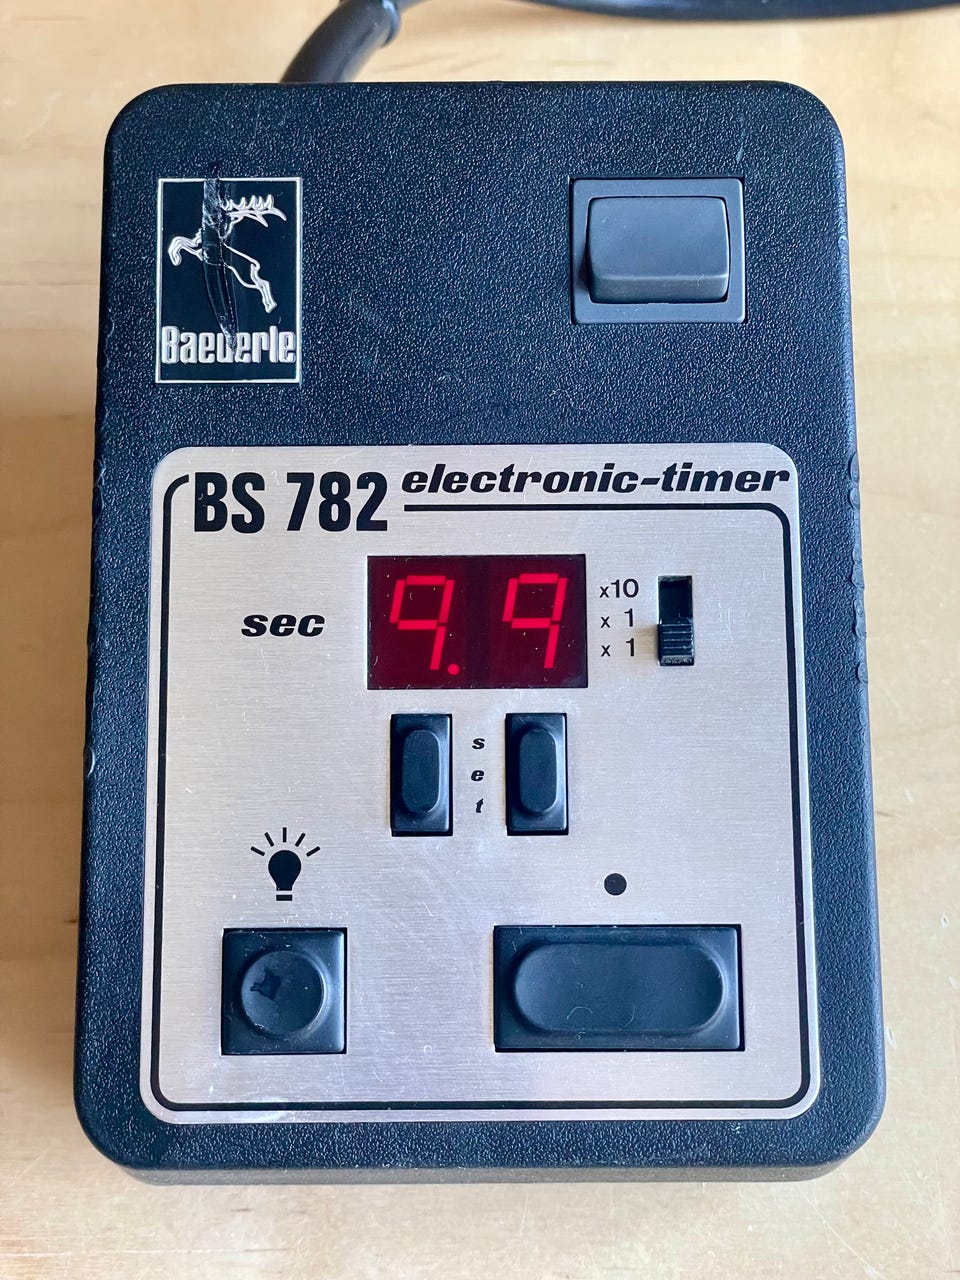 Baeuerle
BS 782 electronic-timer
sec
9.9
x10
x 1
x 1
set